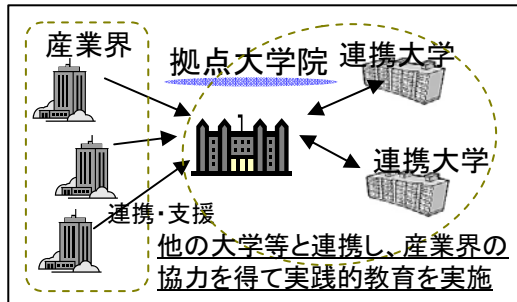 産業界
拠点大学院
連携大学
連携大学
連携・支援
他の大学等と連携し、産業界の
協力を得て実践的教育を実施